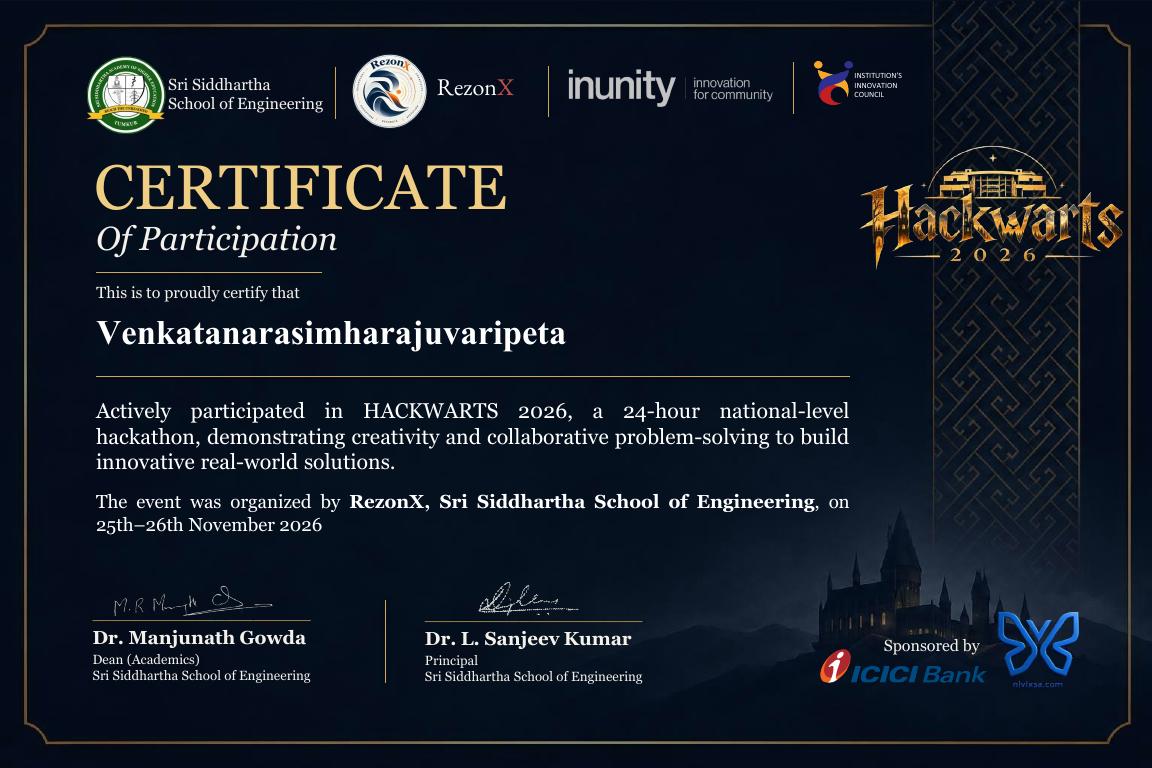 Sri Siddhartha
School of Engineering
RezonX
RezonX
inunity
innovation
for community
INSTITUTION'S
INNOVATION
COUNCIL
TUMKUR
CERTIFICATE
Of Participation
Hackwarts
2026
This is to proudly certify that
Venkatanarasimharajuvaripeta
Actively participated in HACKWARTS 2026, a 24-hour national-level
hackathon, demonstrating creativity and collaborative problem-solving to build
innovative real-world solutions.
The event was organized by RezonX, Sri Siddhartha School of Engineering, on
25th–26th November 2026
Dr. Manjunath Gowda
Dean (Academics)
Sri Siddhartha School of Engineering
Dr. L. Sanjeev Kumar
Principal
Sri Siddhartha School of Engineering
Sponsored by
ICICI Bank